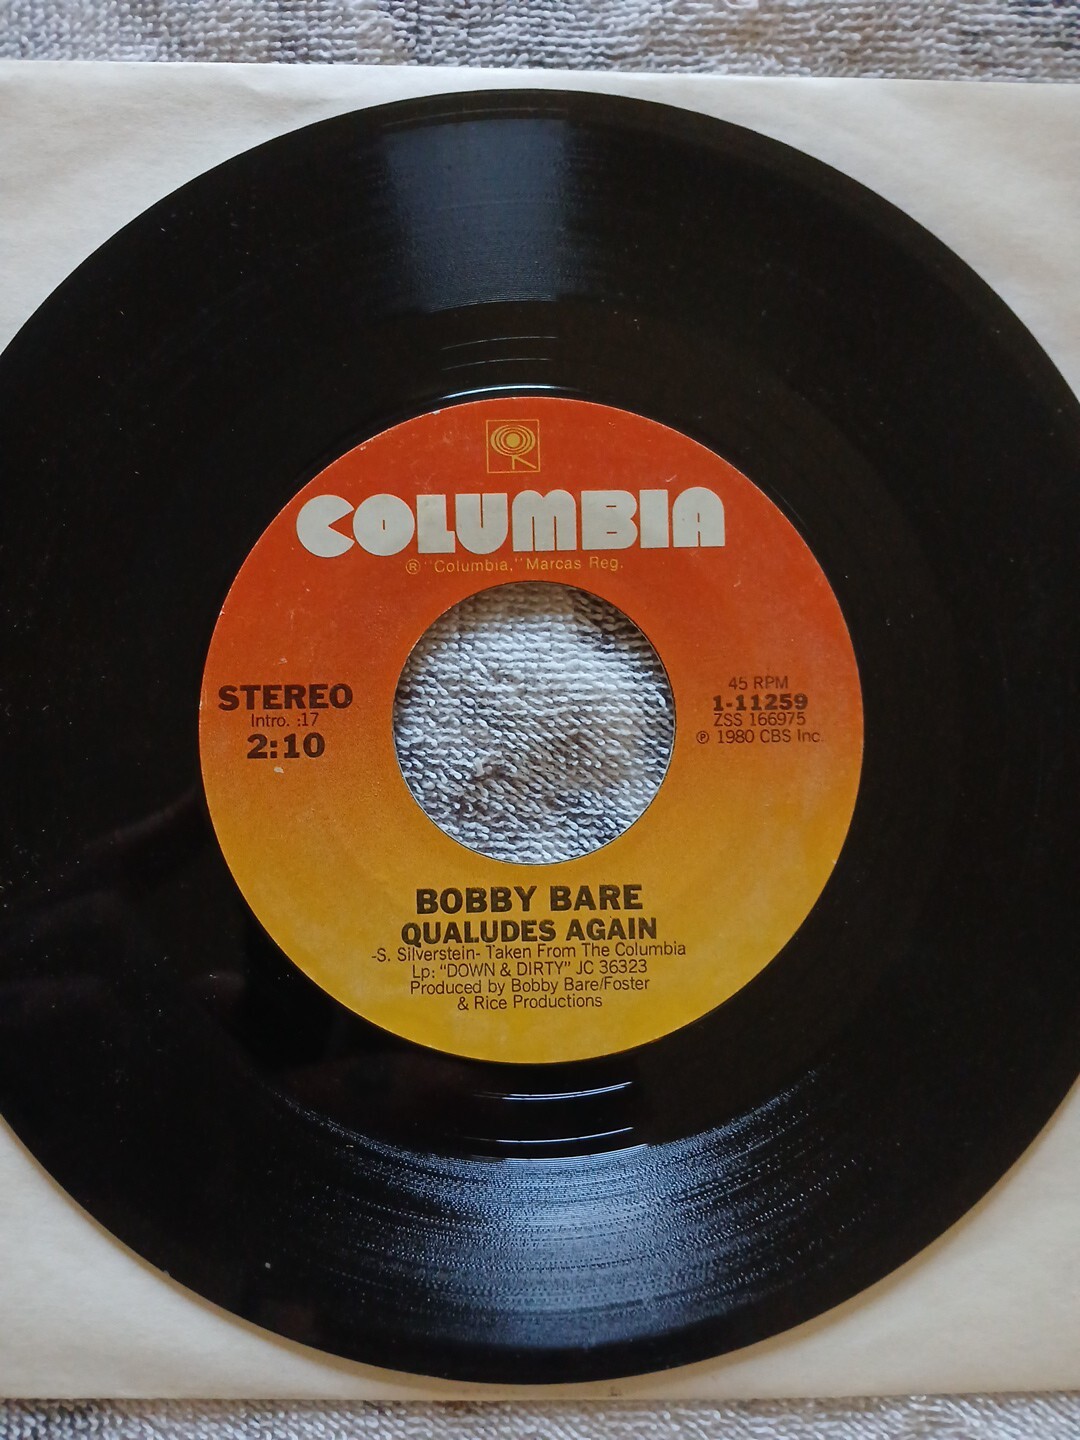 COLUMBIA
® "Columbia," Marcas Reg.
STEREO
Intro. :17
2:10
45 RPM
1-11259
ZSS 166975
℗ 1980 CBS Inc.
BOBBY BARE
QUALUDES AGAIN
-S. Silverstein- Taken From The Columbia
Lp: "DOWN & DIRTY" JC 36323
Produced by Bobby Bare/Foster
& Rice Productions